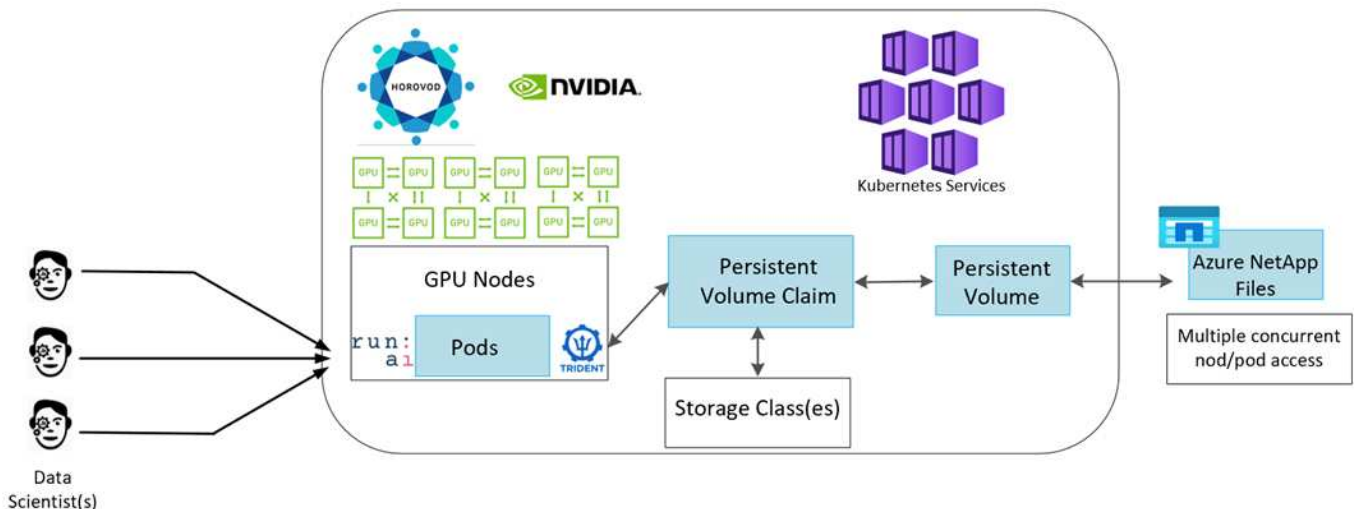 HOROVOD
NVIDIA.
Kubernetes Services
GPU GPU GPU GPU GPU GPU
GPU GPU GPU GPU GPU GPU
GPU Nodes
run:
ai
Pods
TRIDENT
Persistent
Volume Claim
Storage Class(es)
Persistent
Volume
Azure NetApp
Files
Multiple concurrent
nod/pod access
Data
Scientist(s)